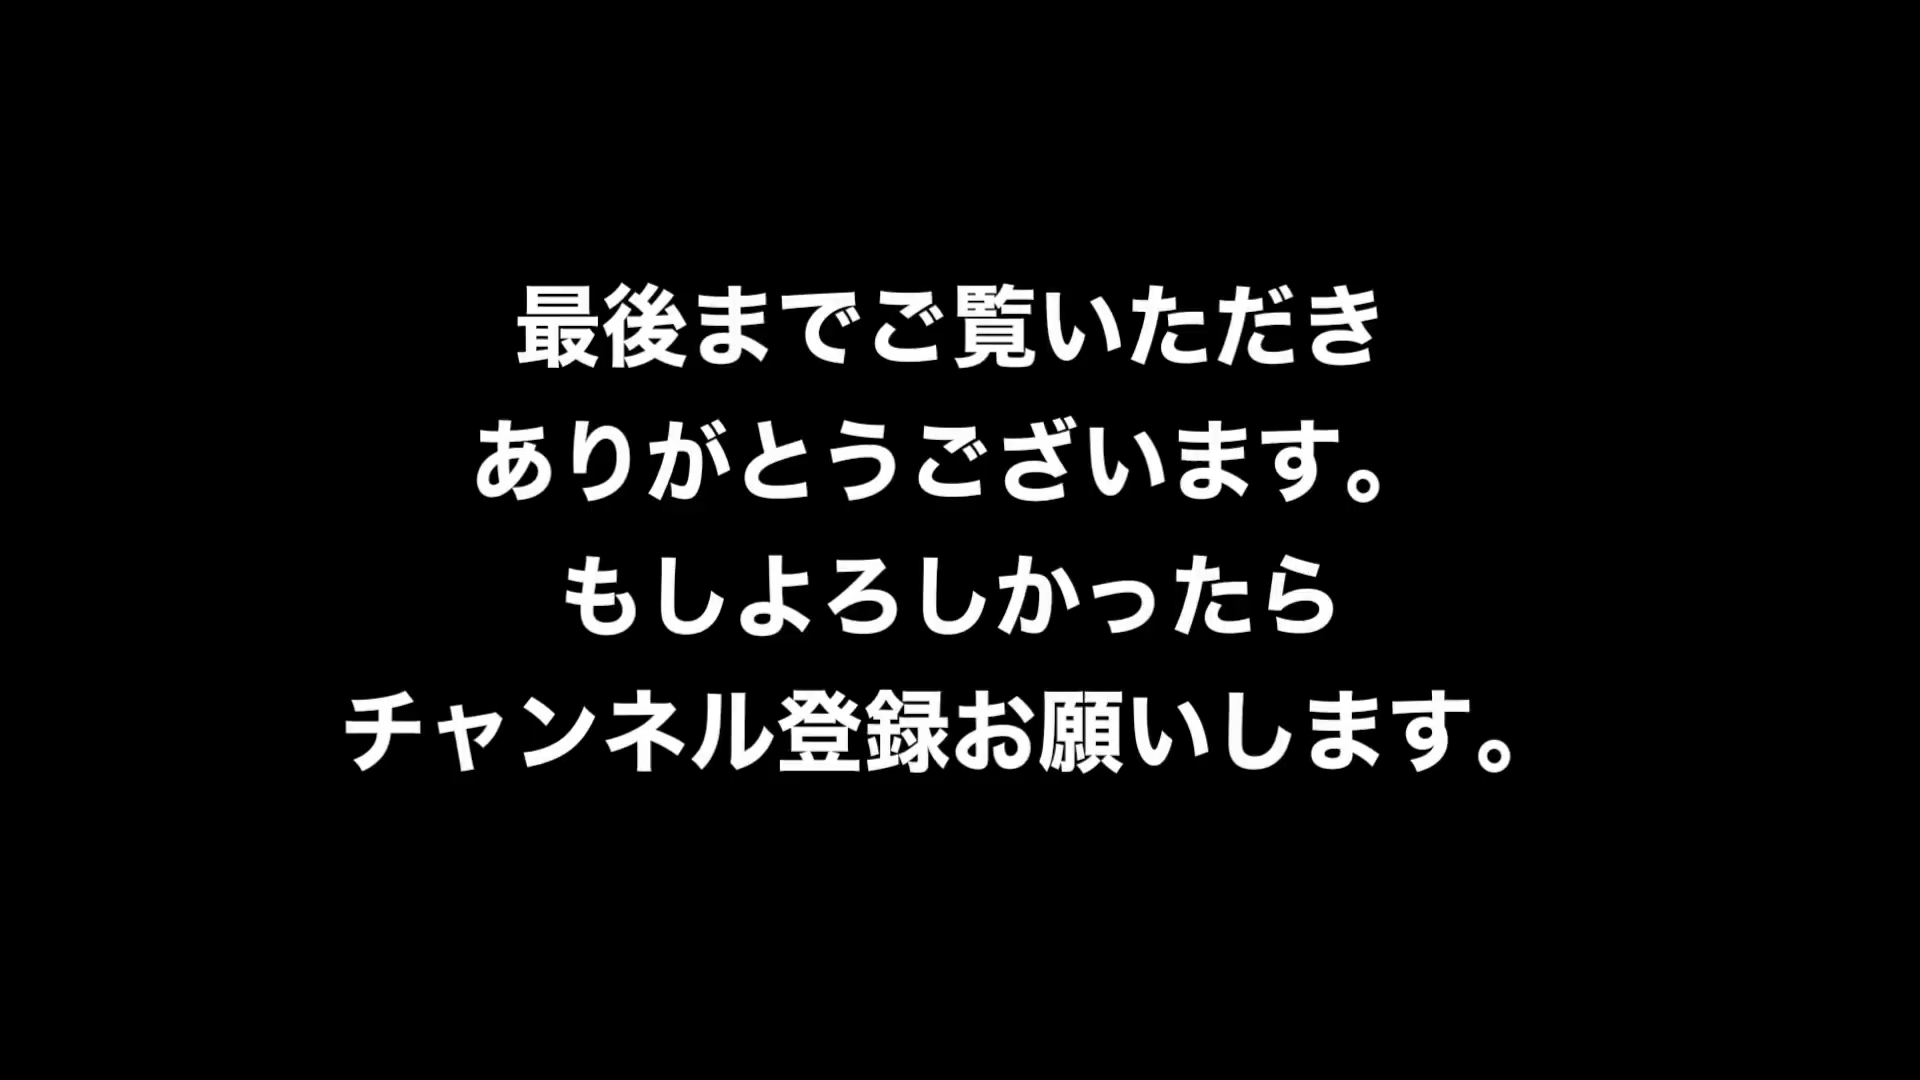 最後までご覧いただき
ありがとうございます。
もしよろしかったら
チャンネル登録お願いします。